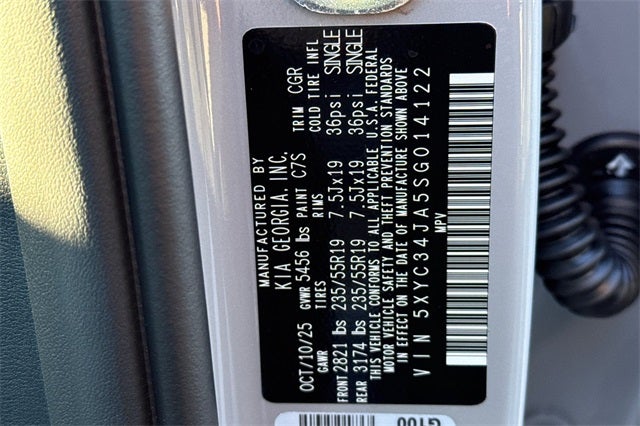 MANUFACTURED BY
KIA GEORGIA, INC.
OCT/10/25 GVWR 5456 lbs PAINT C7S TRIM CGR
GAWR TIRES RIMS COLD TIRE INFL
FRONT 2821 lbs 235/55R19 7.5Jx19 36psi SINGLE
REAR 3174 lbs 235/55R19 7.5Jx19 36psi SINGLE
THIS VEHICLE CONFORMS TO ALL APPLICABLE U.S.A. FEDERAL
MOTOR VEHICLE SAFETY AND THEFT PREVENTION STANDARDS
IN EFFECT ON THE DATE OF MANUFACTURE SHOWN ABOVE
VIN 5XYC34JA5SG014122
MPV
G100